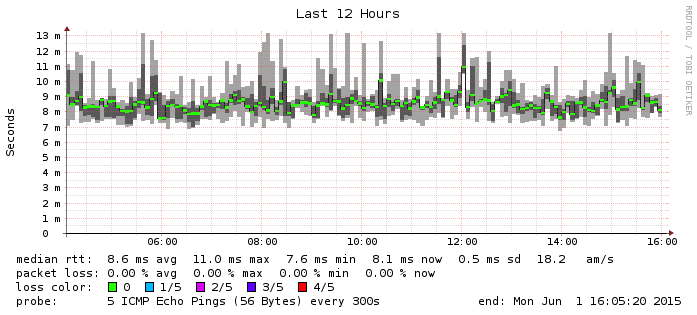 Last 12 Hours
RRDTOOL / TOBI OETIKER
Seconds
13 m
12 m
11 m
10 m
9 m
8 m
7 m
6 m
5 m
4 m
3 m
2 m
1 m
0
06:00 08:00 10:00 12:00 14:00 16:00
median rtt: 8.6 ms avg 11.0 ms max 7.6 ms min 8.1 ms now 0.5 ms sd 18.2 am/s
packet loss: 0.00 % avg 0.00 % max 0.00 % min 0.00 % now
loss color: 0 1/5 2/5 3/5 4/5
probe: 5 ICMP Echo Pings (56 Bytes) every 300s end: Mon Jun 1 16:05:20 2015